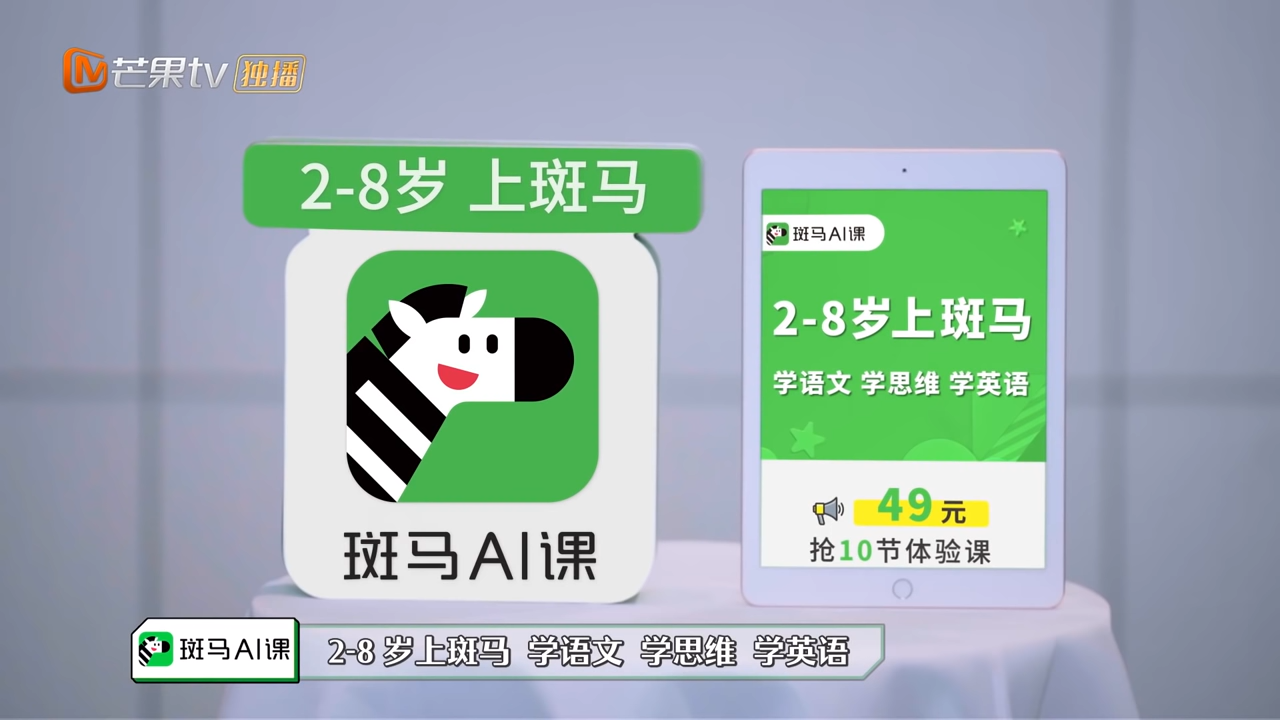 芒果tv 独播
2-8岁 上斑马
斑马AI课
斑马AI课
2-8岁上斑马
学语文 学思维 学英语
49元
抢10节体验课
斑马AI课
2-8岁上斑马 学语文 学思维 学英语